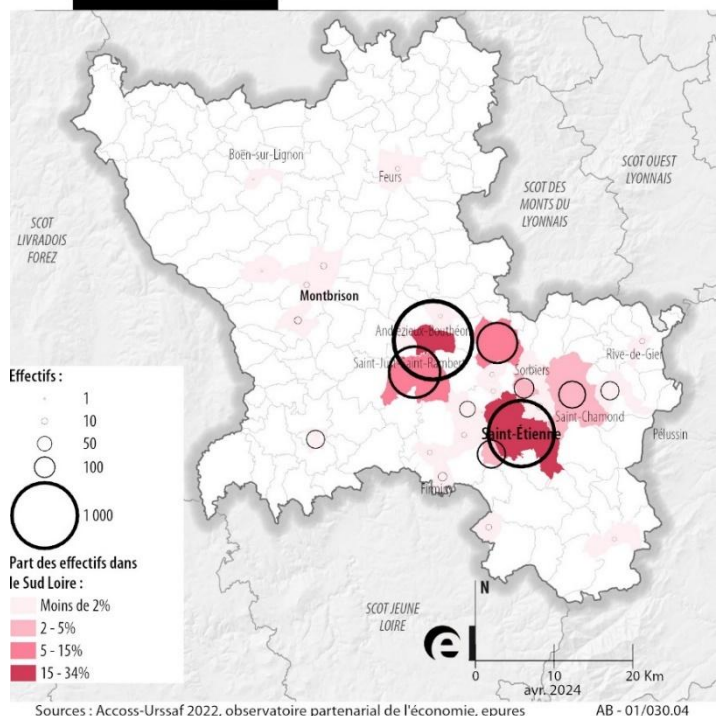 Boën-sur-Lignon
Feurs
SCOT OUEST
LYONNAIS
SCOT DES
MONTS DU
LYONNAIS
SCOT
LIVRADOIS
FOREZ
Montbrison
Andrézieux-Bouthéon
Saint-Just-Saint-Rambert
Sorbiers
Rive-de-Gier
Saint-Chamond
Saint-Étienne
Pélussin
Firminy
SCOT JEUNE
LOIRE
Effectifs :
1
10
50
100
1 000
Part des effectifs dans
le Sud Loire :
Moins de 2%
2 - 5%
5 - 15%
15 - 34%
N
0 10 20 Km
avr. 2024
Sources : Accoss-Urssaf 2022, observatoire partenarial de l'économie, epures AB - 01/030.04